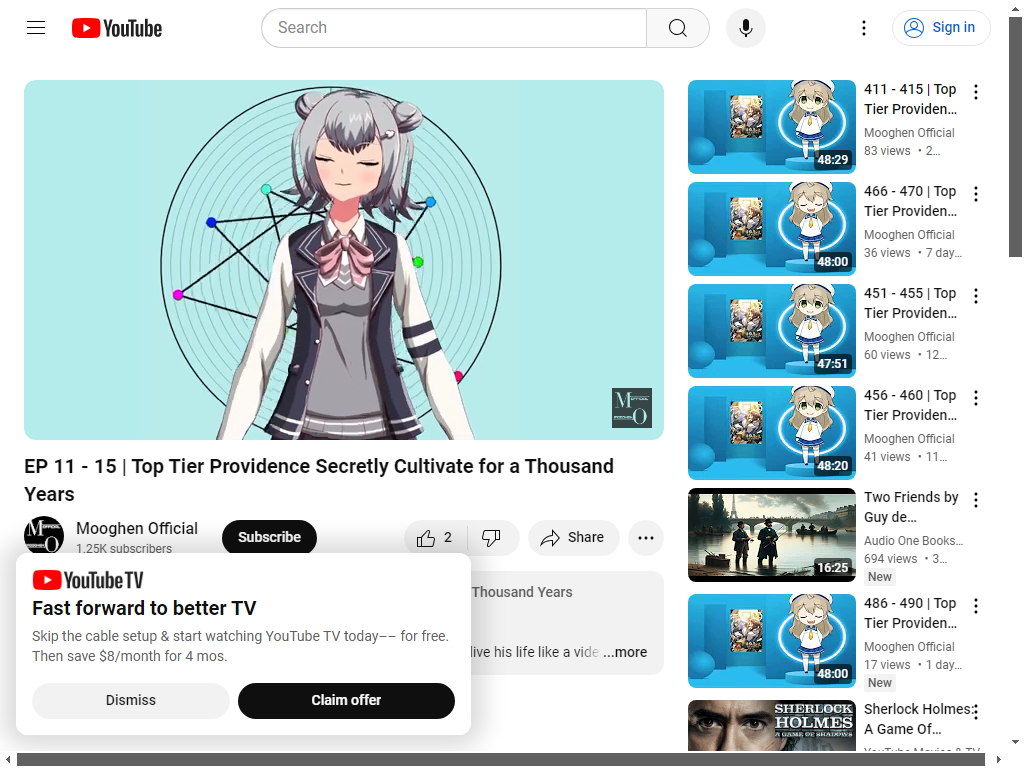 YouTube
Search
Sign in
M OFFICIAL
MOOGHEN O
EP 11 - 15 | Top Tier Providence Secretly Cultivate for a Thousand
Years
Mooghen Official
1.25K subscribers
Subscribe
2
Share
Thousand Years
live his life like a vide ...more
YouTube TV
Fast forward to better TV
Skip the cable setup & start watching YouTube TV today–– for free.
Then save $8/month for 4 mos.
Dismiss
Claim offer
48:29
411 - 415 | Top
Tier Providen...
Mooghen Official
83 views • 2...
48:00
466 - 470 | Top
Tier Providen...
Mooghen Official
36 views • 7 day...
47:51
451 - 455 | Top
Tier Providen...
Mooghen Official
60 views • 12...
48:20
456 - 460 | Top
Tier Providen...
Mooghen Official
41 views • 11...
16:25
Two Friends by
Guy de...
Audio One Books...
694 views • 3...
New
48:00
486 - 490 | Top
Tier Providen...
Mooghen Official
17 views • 1 day...
New
SHERLOCK
HOLMES
A GAME OF SHADOWS
Sherlock Holmes:
A Game Of...
YouTube Movies & TV